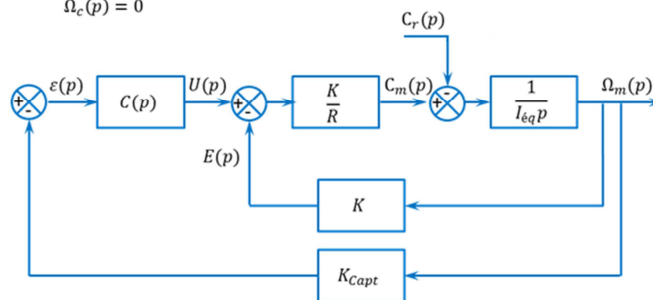 Ω_c(p) = 0
C_r(p)
ε(p)
U(p)
C_m(p)
Ω_m(p)
+
-
C(p)
+
-
K
R
+
-
1
I_éq p
E(p)
K
K_Capt